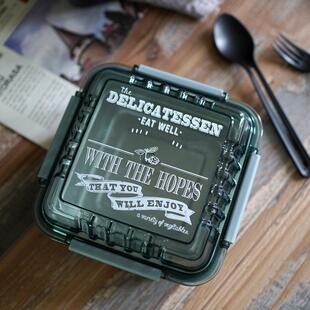 the
DELICATESSEN
EAT WELL
WITH THE HOPES
THAT YOU
WILL ENJOY
a variety of vegetables